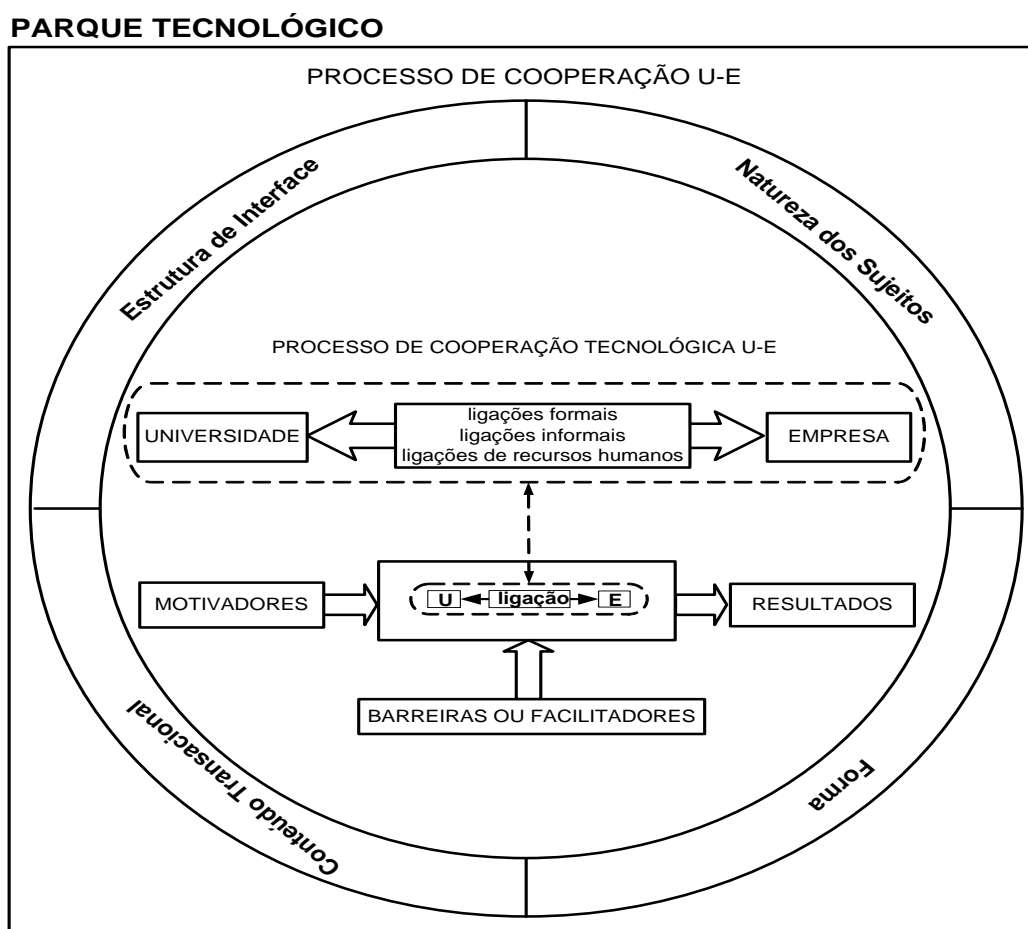 PARQUE TECNOLÓGICO
PROCESSO DE COOPERAÇÃO U-E
Estrutura de Interface
Natureza dos Sujeitos
PROCESSO DE COOPERAÇÃO TECNOLÓGICA U-E
UNIVERSIDADE
ligações formais
ligações informais
ligações de recursos humanos
EMPRESA
MOTIVADORES
U
ligação
E
RESULTADOS
BARREIRAS OU FACILITADORES
Conteúdo Transacional
Forma